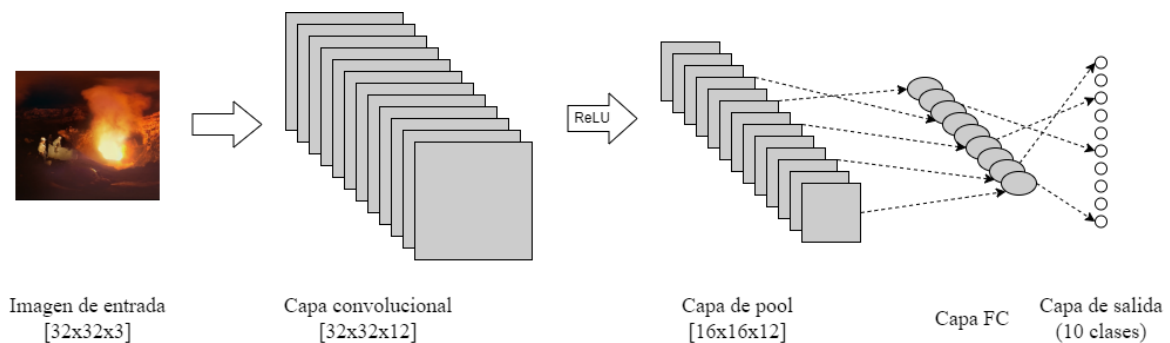 ReLU
Imagen de entrada
[32x32x3]
Capa convolucional
[32x32x12]
Capa de pool
[16x16x12]
Capa FC
Capa de salida
(10 clases)